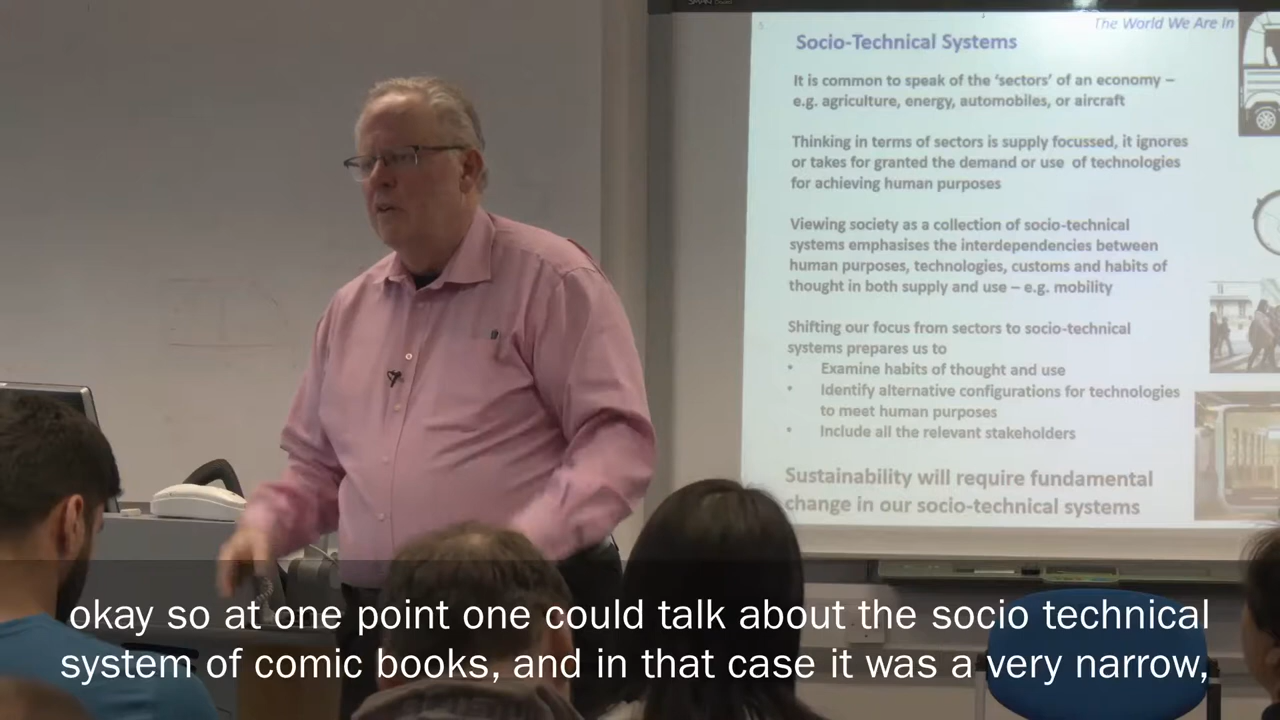 The World We Are In
5
Socio-Technical Systems
It is common to speak of the 'sectors' of an economy –
e.g. agriculture, energy, automobiles, or aircraft
Thinking in terms of sectors is supply focussed, it ignores
or takes for granted the demand or use of technologies
for achieving human purposes
Viewing society as a collection of socio-technical
systems emphasises the interdependencies between
human purposes, technologies, customs and habits of
thought in both supply and use – e.g. mobility
Shifting our focus from sectors to socio-technical
systems prepares us to
• Examine habits of thought and use
• Identify alternative configurations for technologies
to meet human purposes
• Include all the relevant stakeholders
Sustainability will require fundamental
change in our socio-technical systems
okay so at one point one could talk about the socio technical
system of comic books, and in that case it was a very narrow,